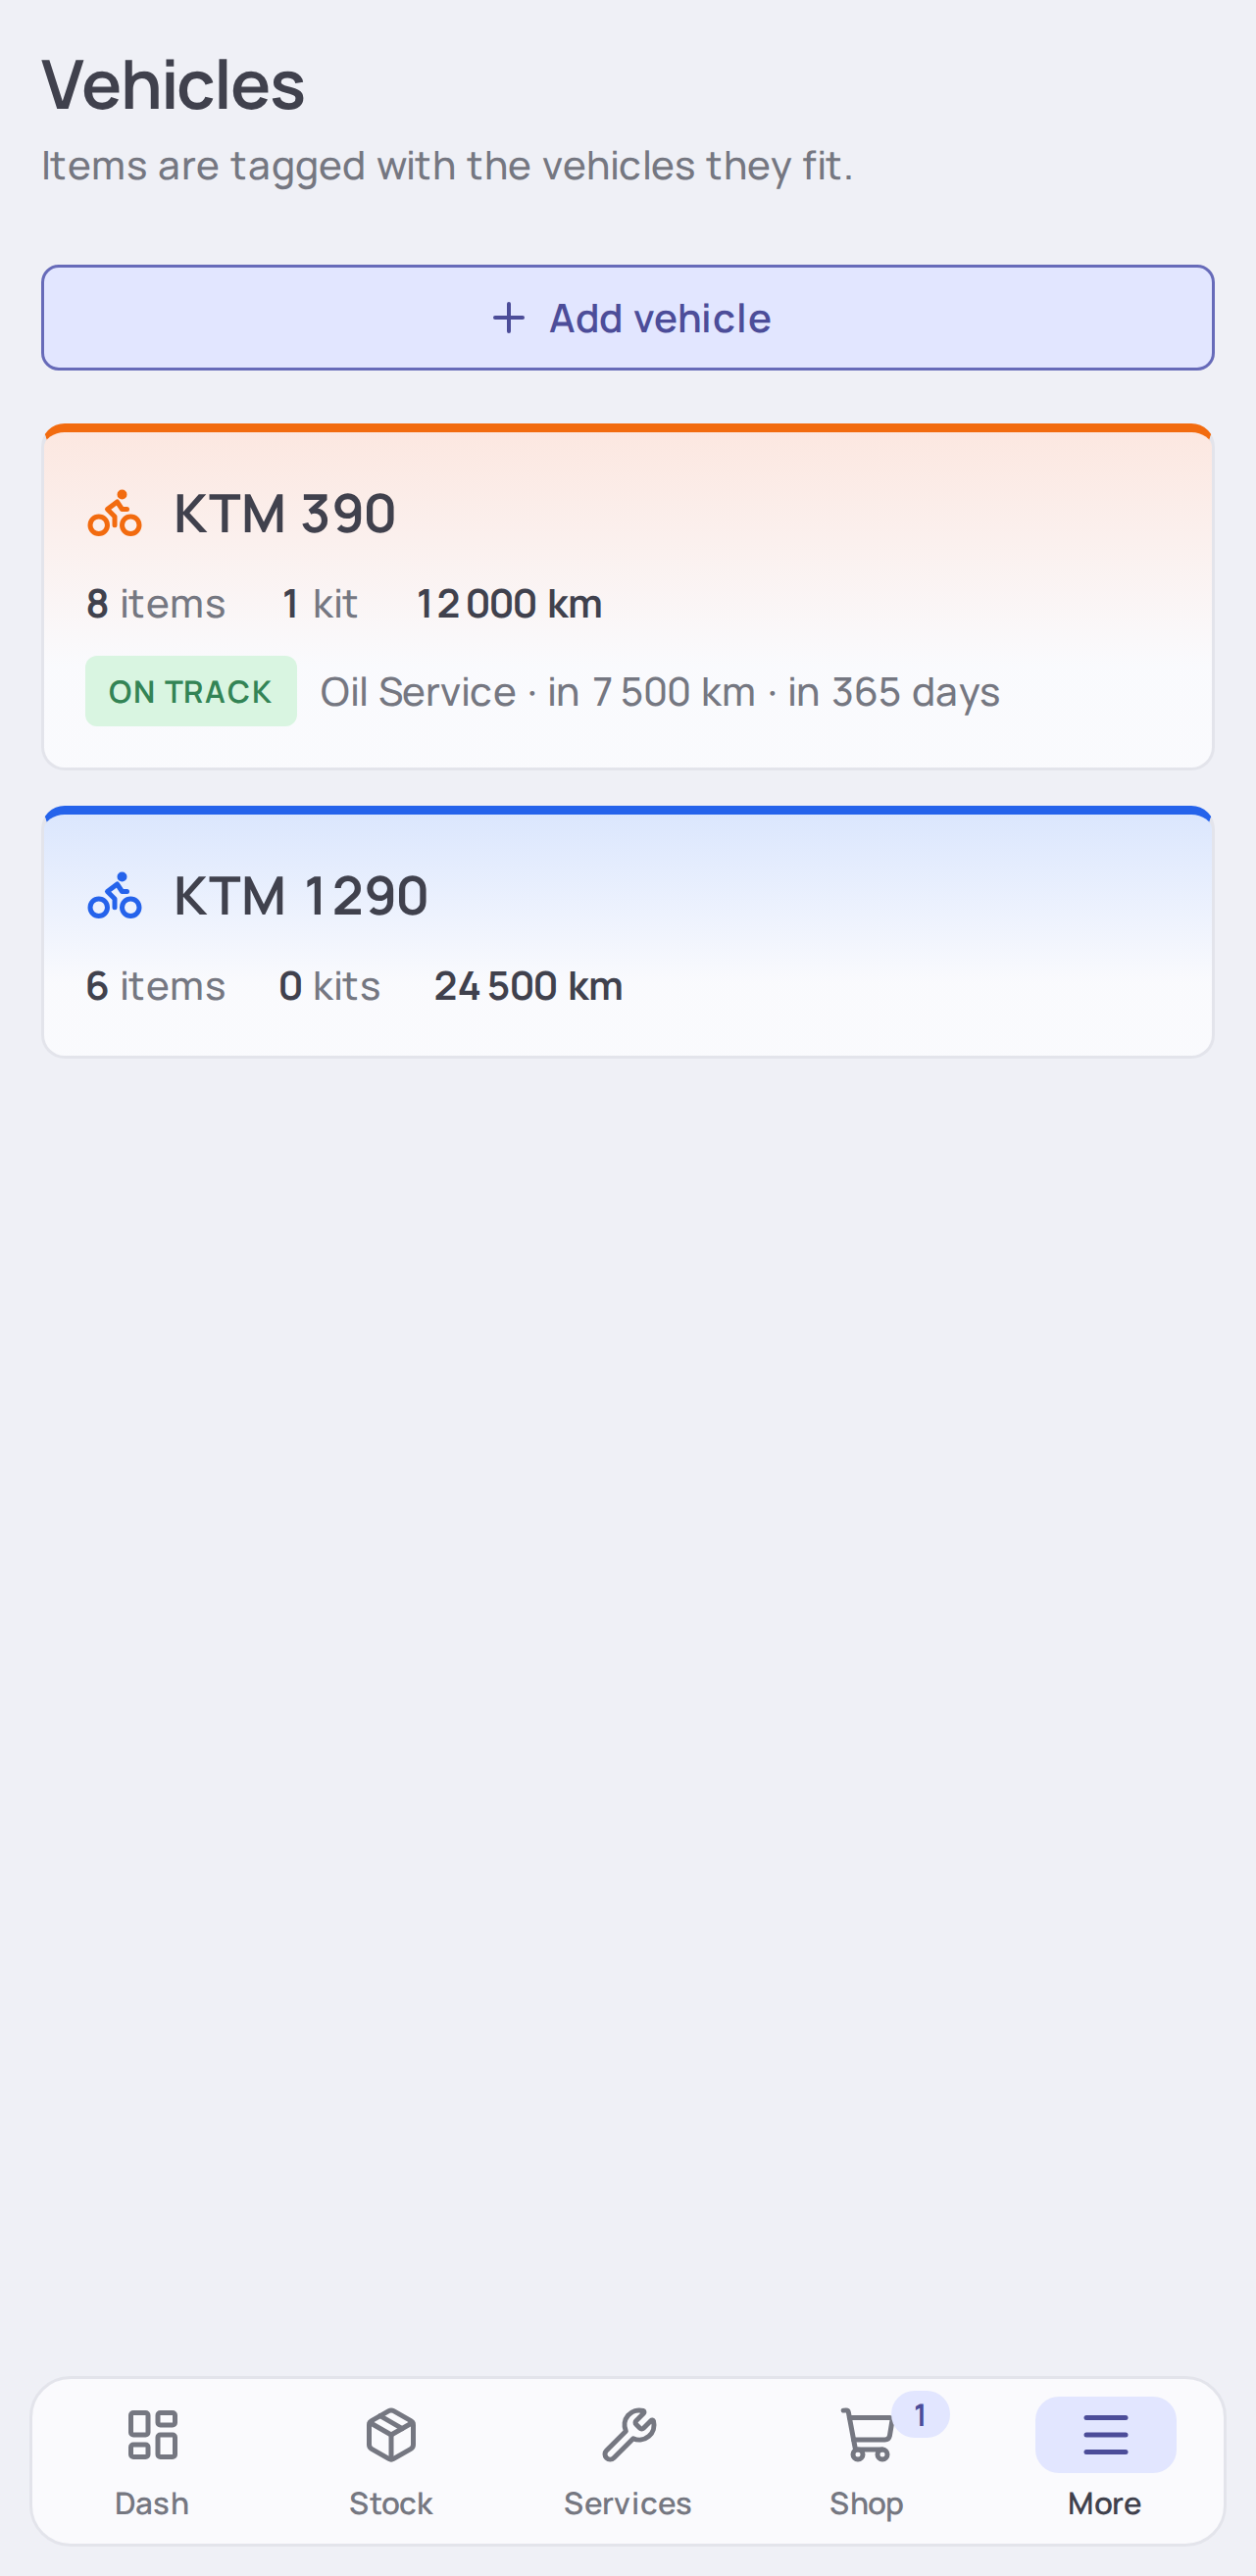 Vehicles
Items are tagged with the vehicles they fit.
Add vehicle
KTM 390
8 items 1 kit 12 000 km
ON TRACK Oil Service · in 7 500 km · in 365 days
KTM 1290
6 items 0 kits 24 500 km
1
Dash Stock Services Shop More